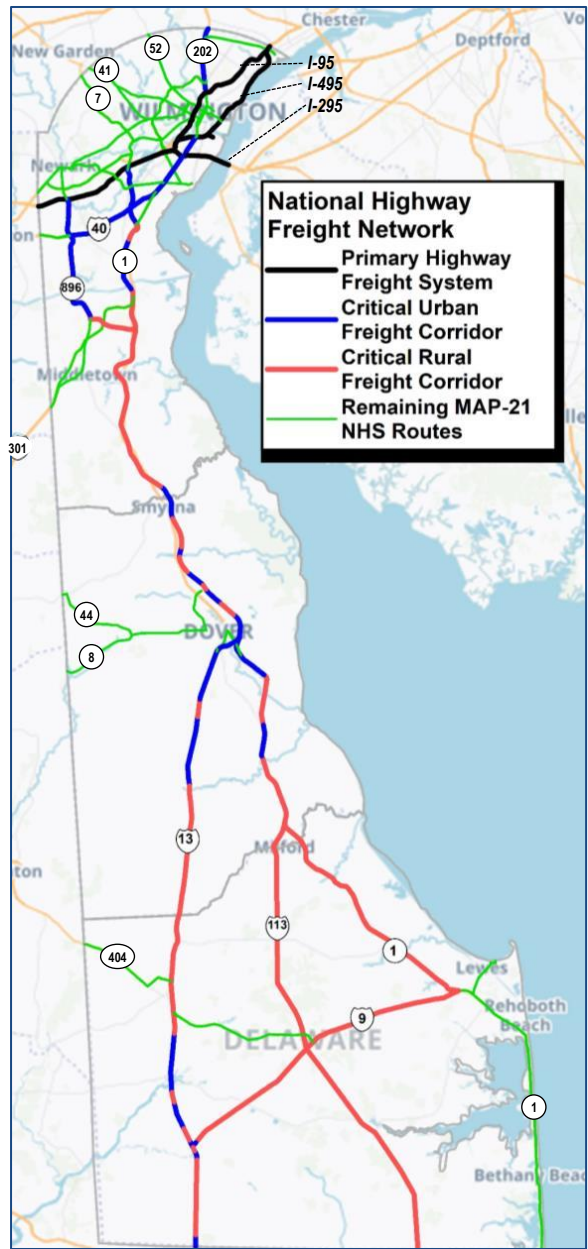 Chester
New Garden
52
202
Deptford
41
I-95
7
I-495
WILMINGTON
I-295
Newark
National Highway
Freight Network
Primary Highway
Freight System
Critical Urban
Freight Corridor
Critical Rural
Freight Corridor
Remaining MAP-21
NHS Routes
40
1
896
Middletown
301
Smyrna
44
DOVER
8
13
Milford
ton
113
1
404
Lewes
9
Rehoboth
Beach
DELAWARE
1
Bethany Beac